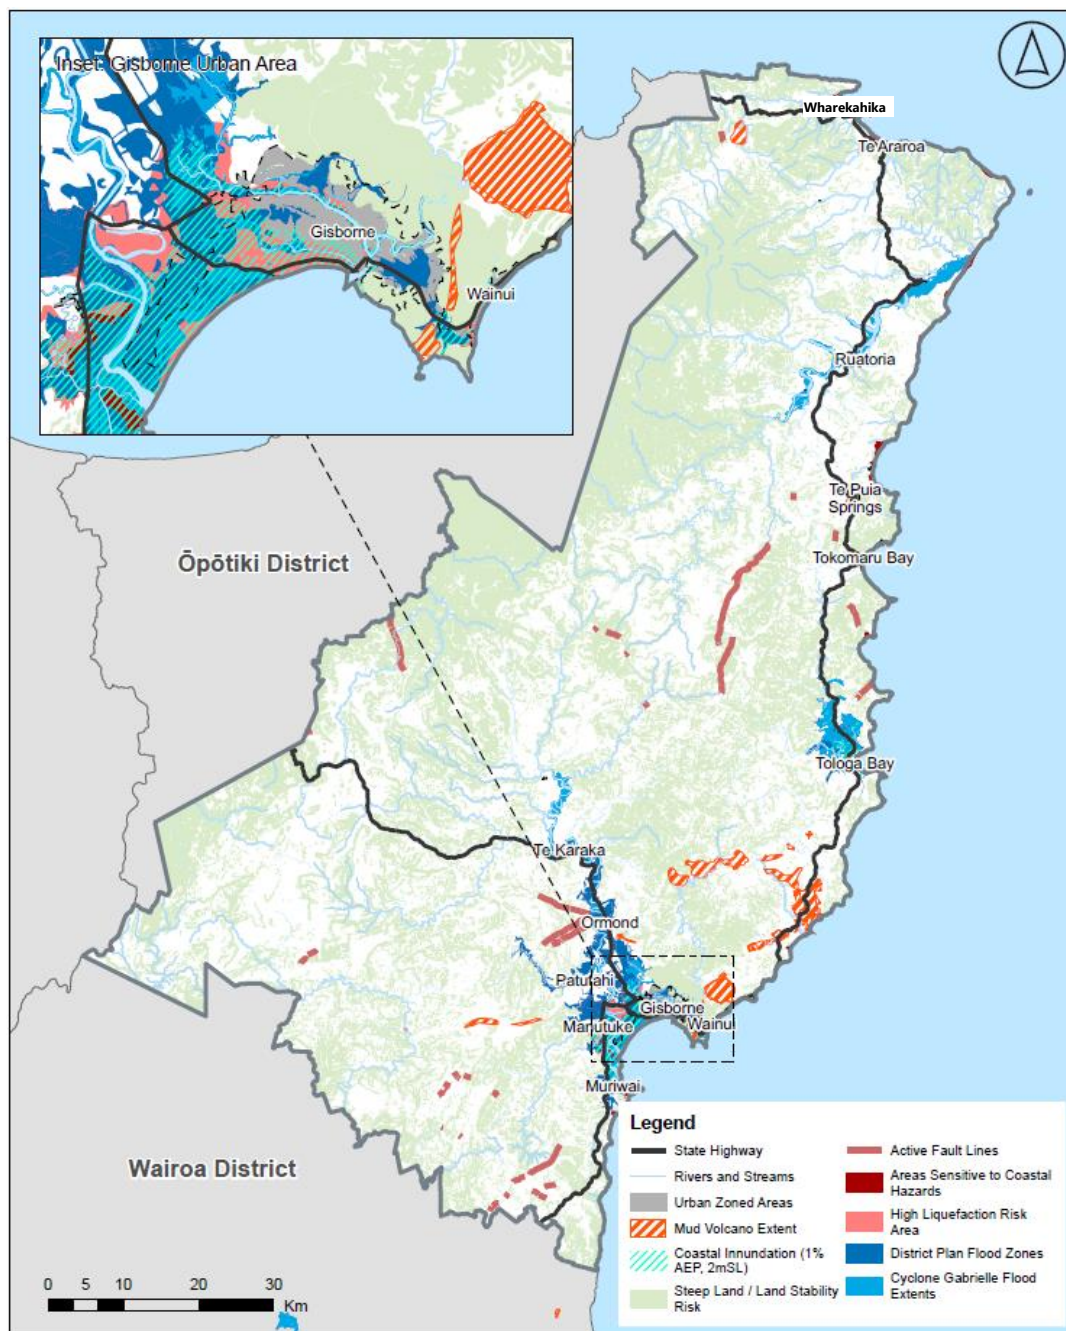 Inset: Gisborne Urban Area
Gisborne
Wainui
Wharekahika
Te Araroa
Ruatoria
Te Puia
Springs
Tokomaru Bay
Ōpōtiki District
Tologa Bay
Te Karaka
Ormond
Patutahi
Gisborne
Manutuke
Wainui
Muriwai
Wairoa District
Legend
State Highway
Rivers and Streams
Urban Zoned Areas
Mud Volcano Extent
Coastal Innundation (1%
AEP, 2mSL)
Steep Land / Land Stability
Risk
Active Fault Lines
Areas Sensitive to Coastal
Hazards
High Liquefaction Risk
Area
District Plan Flood Zones
Cyclone Gabrielle Flood
Extents
0 5 10 20 30
Km